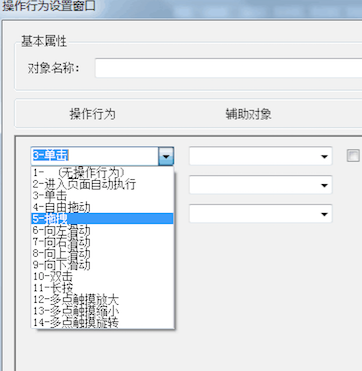 操作行为设置窗口
基本属性
对象名称:
操作行为 辅助对象
3-单击
1- （无操作行为）
2-进入页面自动执行
3-单击
4-自由拖动
5-拖拽
6-向左滑动
7-向右滑动
8-向上滑动
9-向下滑动
10-双击
11-长按
12-多点触摸放大
13-多点触摸缩小
14-多点触摸旋转